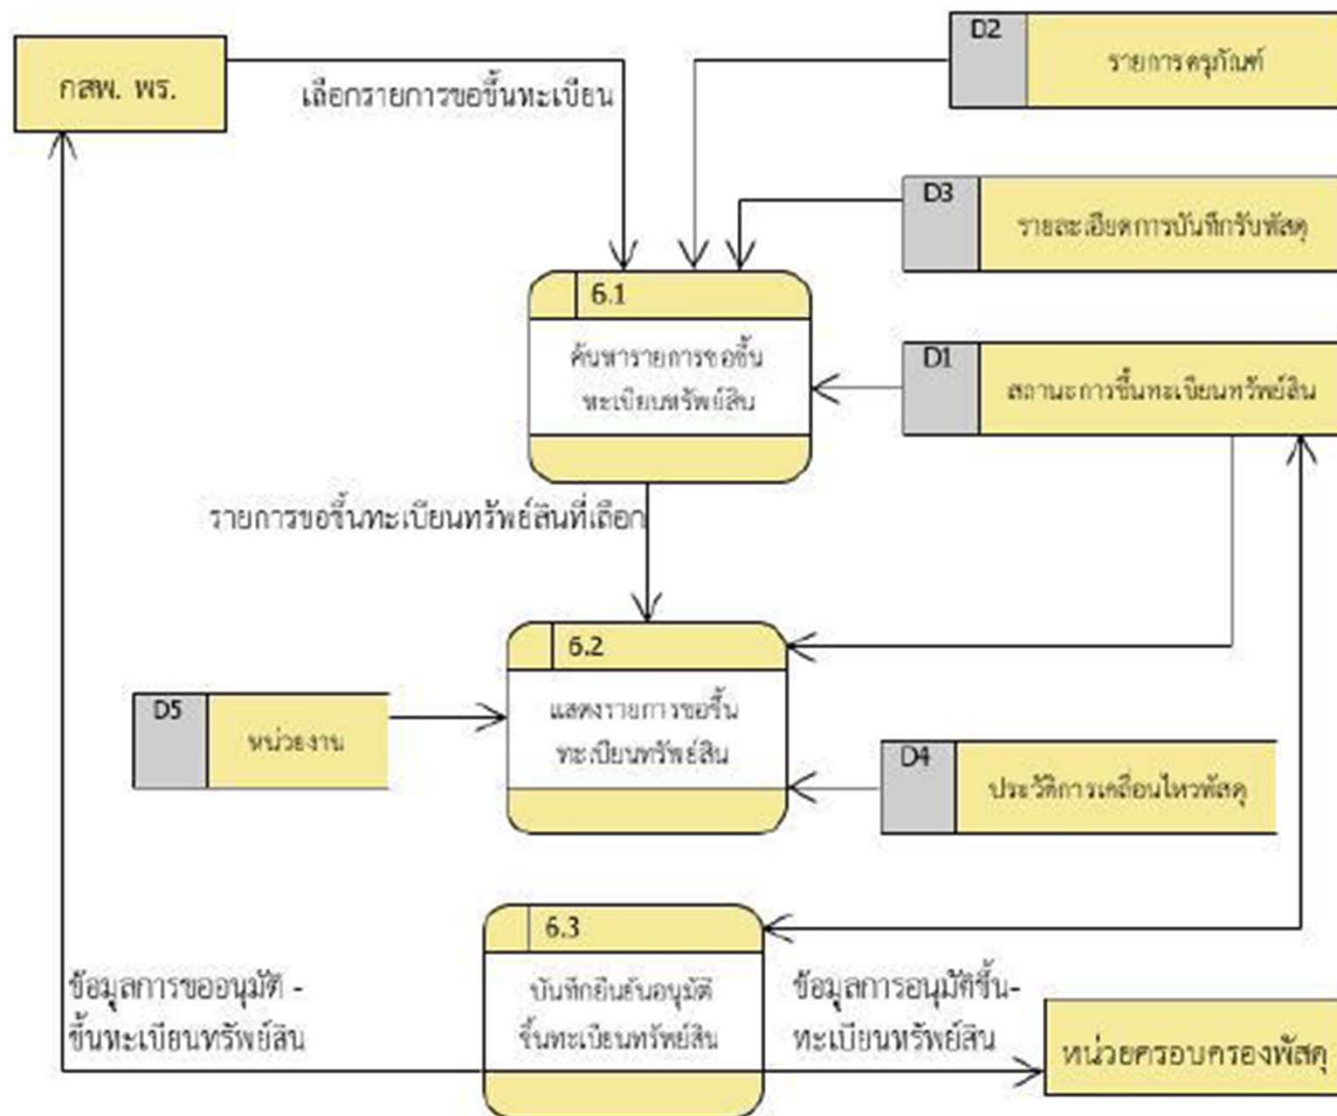 กสพ. พร.
เลือกรายการขอขึ้นทะเบียน
D2
รายการครุภัณฑ์
D3
รายละเอียดการบันทึกรับพัสดุ
6.1
ค้นหารายการขอขึ้น
ทะเบียนทรัพย์สิน
D1
สถานะการขึ้นทะเบียนทรัพย์สิน
รายการขอขึ้นทะเบียนทรัพย์สินที่เลือก
6.2
แสดงรายการขอขึ้น
ทะเบียนทรัพย์สิน
D5
หน่วยงาน
D4
ประวัติการเคลื่อนไหวพัสดุ
6.3
บันทึกยืนยันอนุมัติ
ขึ้นทะเบียนทรัพย์สิน
ข้อมูลการขออนุมัติ -
ขึ้นทะเบียนทรัพย์สิน
ข้อมูลการอนุมัติขึ้น-
ทะเบียนทรัพย์สิน
หน่วยครอบครองพัสดุ